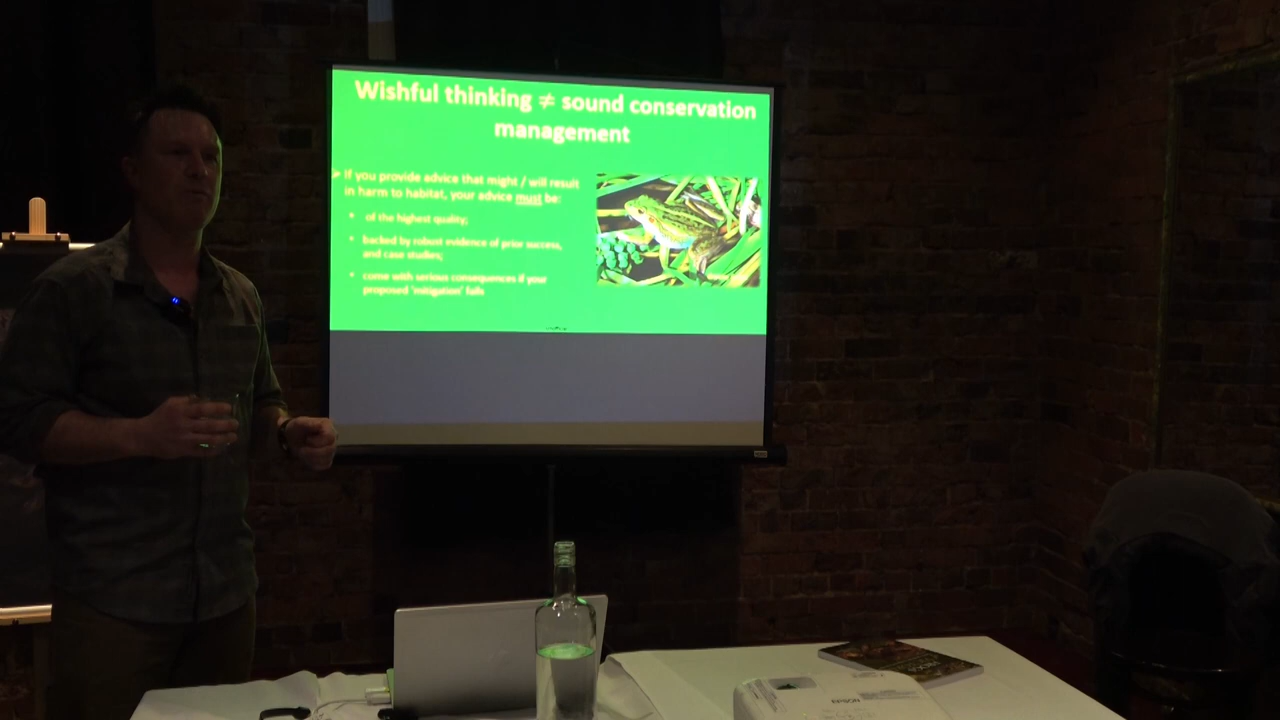 Wishful thinking ≠ sound conservation
management
➤ If you provide advice that might / will result
in harm to habitat, your advice must be:
• of the highest quality;
• backed by robust evidence of prior success,
and case studies;
• come with serious consequences if your
proposed 'mitigation' fails
EPSON